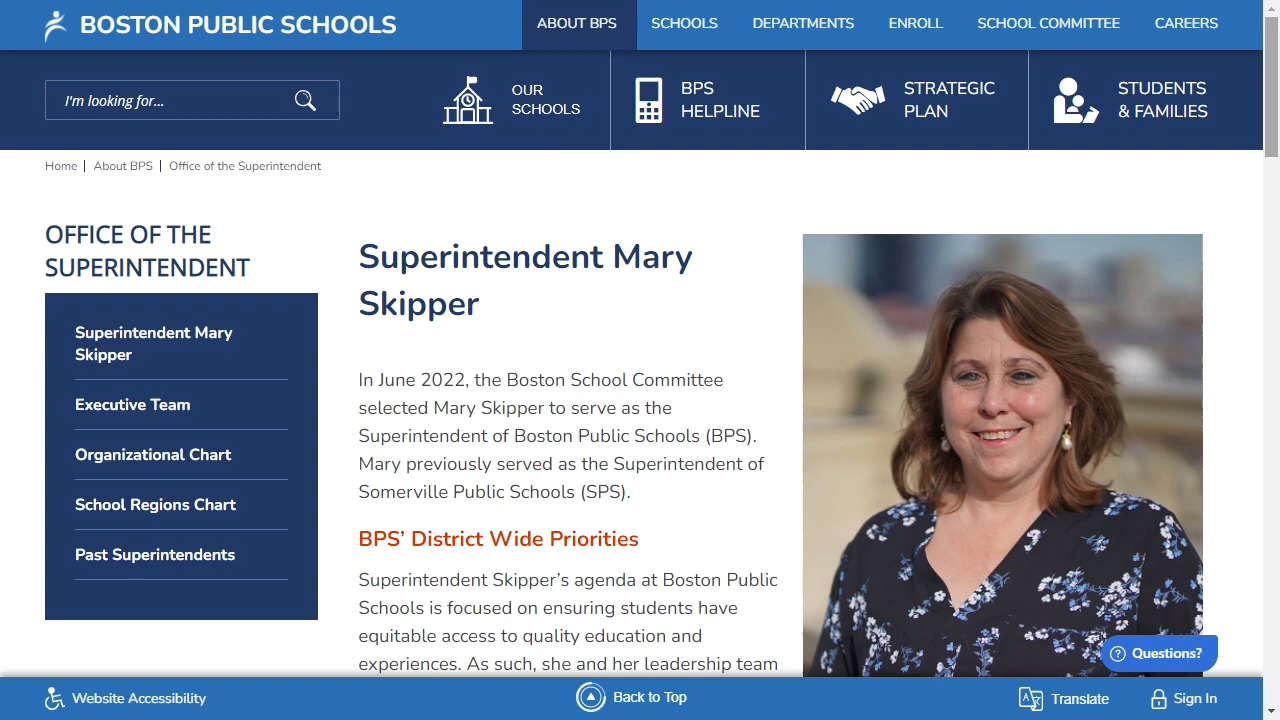 BOSTON PUBLIC SCHOOLS
ABOUT BPS
SCHOOLS
DEPARTMENTS
ENROLL
SCHOOL COMMITTEE
CAREERS
I'm looking for...
OUR
SCHOOLS
BPS
HELPLINE
STRATEGIC
PLAN
STUDENTS
& FAMILIES
Home
About BPS
Office of the Superintendent
OFFICE OF THE
SUPERINTENDENT
Superintendent Mary
Skipper
Executive Team
Organizational Chart
School Regions Chart
Past Superintendents
Superintendent Mary
Skipper
In June 2022, the Boston School Committee
selected Mary Skipper to serve as the
Superintendent of Boston Public Schools (BPS).
Mary previously served as the Superintendent of
Somerville Public Schools (SPS).
BPS’ District Wide Priorities
Superintendent Skipper’s agenda at Boston Public
Schools is focused on ensuring students have
equitable access to quality education and
experiences. As such, she and her leadership team
Questions?
Website Accessibility
Back to Top
Translate
Sign In